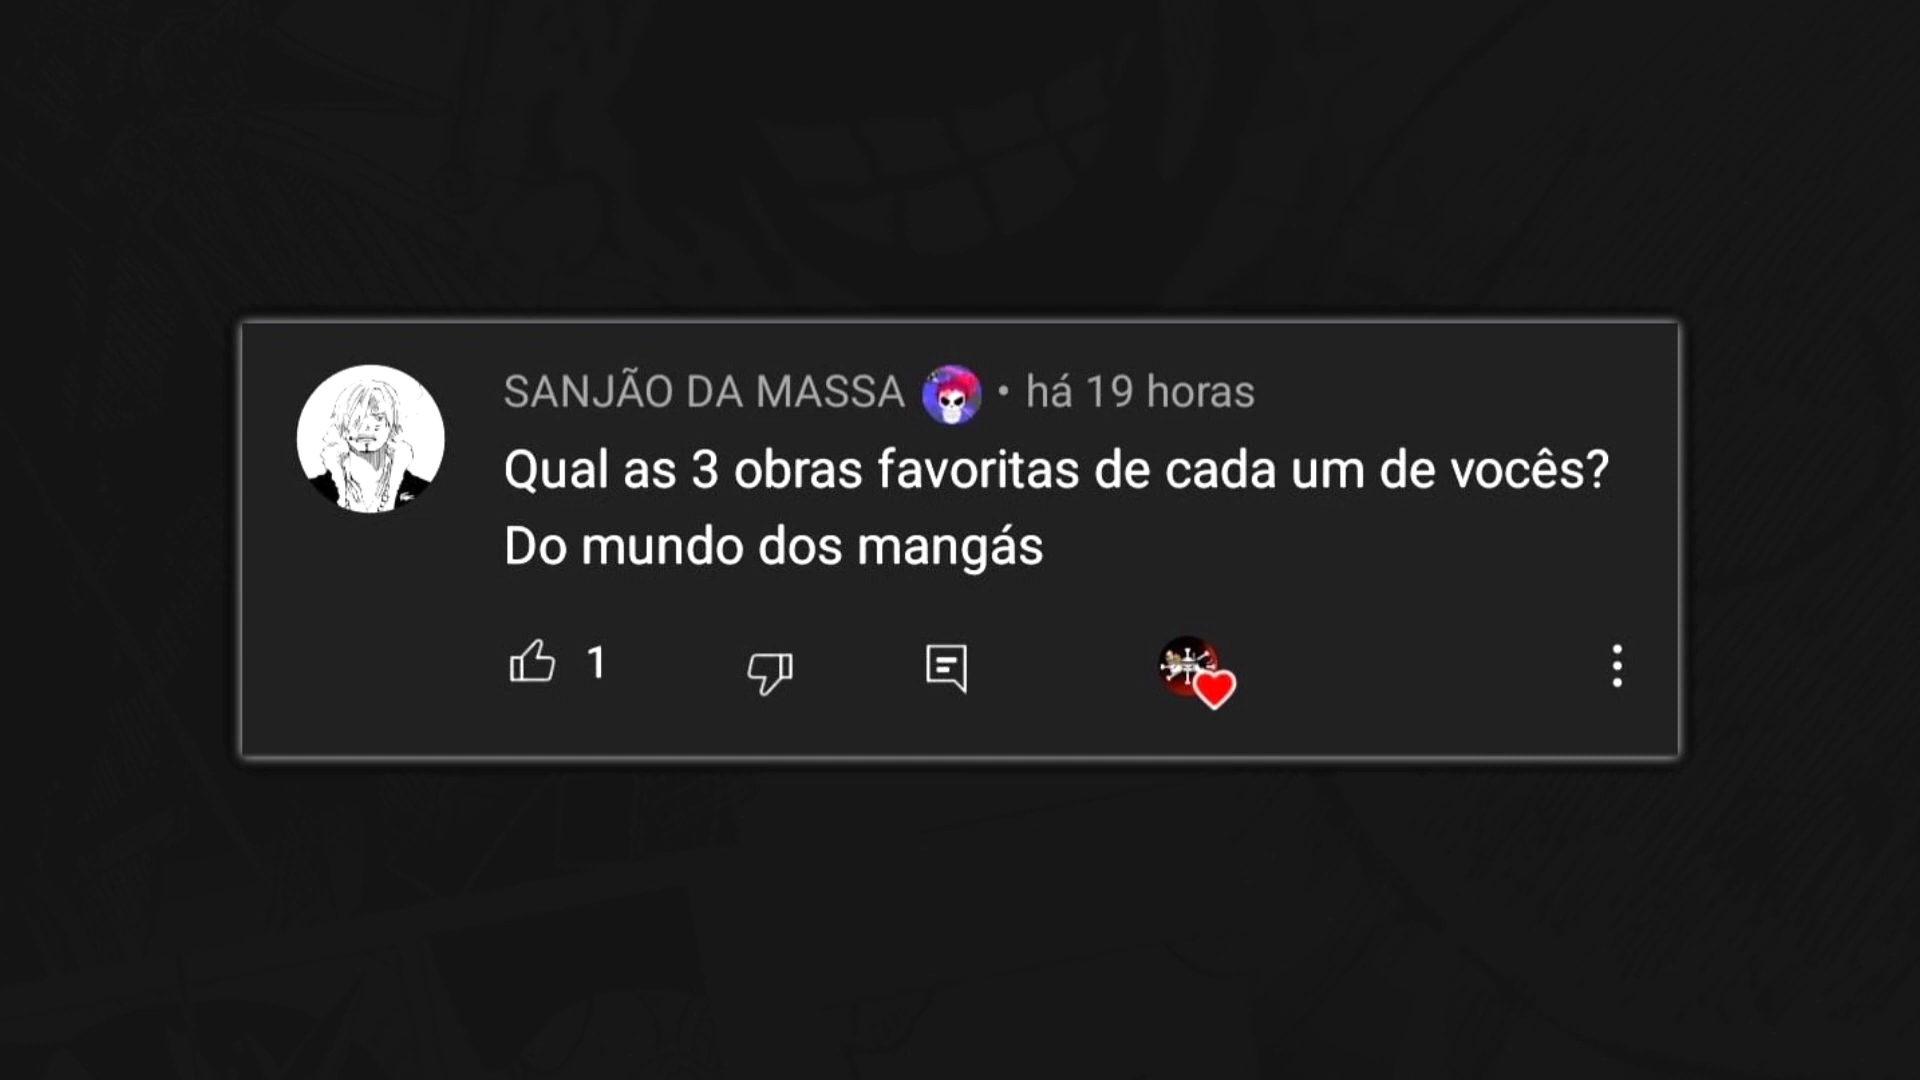 SANJÃO DA MASSA • há 19 horas
Qual as 3 obras favoritas de cada um de vocês?
Do mundo dos mangás
1